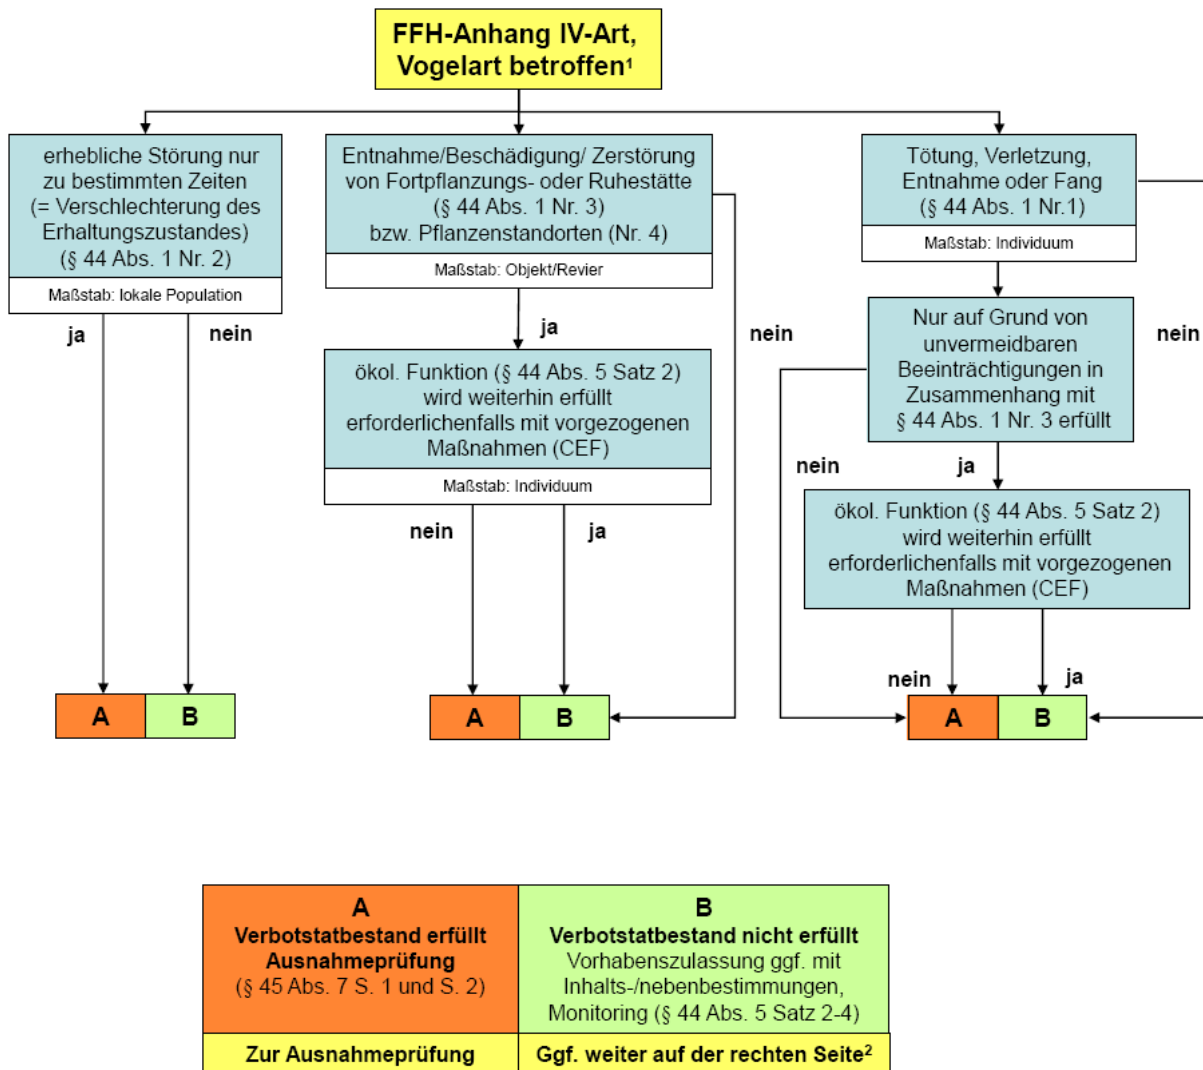 FFH-Anhang IV-Art,
Vogelart betroffen¹
erhebliche Störung nur
zu bestimmten Zeiten
(= Verschlechterung des
Erhaltungszustandes)
(§ 44 Abs. 1 Nr. 2)
Maßstab: lokale Population
ja
nein
Entnahme/Beschädigung/ Zerstörung
von Fortpflanzungs- oder Ruhestätte
(§ 44 Abs. 1 Nr. 3)
bzw. Pflanzenstandorten (Nr. 4)
Maßstab: Objekt/Revier
ja
nein
ökol. Funktion (§ 44 Abs. 5 Satz 2)
wird weiterhin erfüllt
erforderlichenfalls mit vorgezogenen
Maßnahmen (CEF)
Maßstab: Individuum
nein
ja
Tötung, Verletzung,
Entnahme oder Fang
(§ 44 Abs. 1 Nr.1)
Maßstab: Individuum
nein
Nur auf Grund von
unvermeidbaren
Beeinträchtigungen in
Zusammenhang mit
§ 44 Abs. 1 Nr. 3 erfüllt
nein
ja
ökol. Funktion (§ 44 Abs. 5 Satz 2)
wird weiterhin erfüllt
erforderlichenfalls mit vorgezogenen
Maßnahmen (CEF)
nein
ja
A B
A B
A B
A
Verbotstatbestand erfüllt
Ausnahmeprüfung
(§ 45 Abs. 7 S. 1 und S. 2)
Zur Ausnahmeprüfung
B
Verbotstatbestand nicht erfüllt
Vorhabenszulassung ggf. mit
Inhalts-/nebenbestimmungen,
Monitoring (§ 44 Abs. 5 Satz 2-4)
Ggf. weiter auf der rechten Seite²